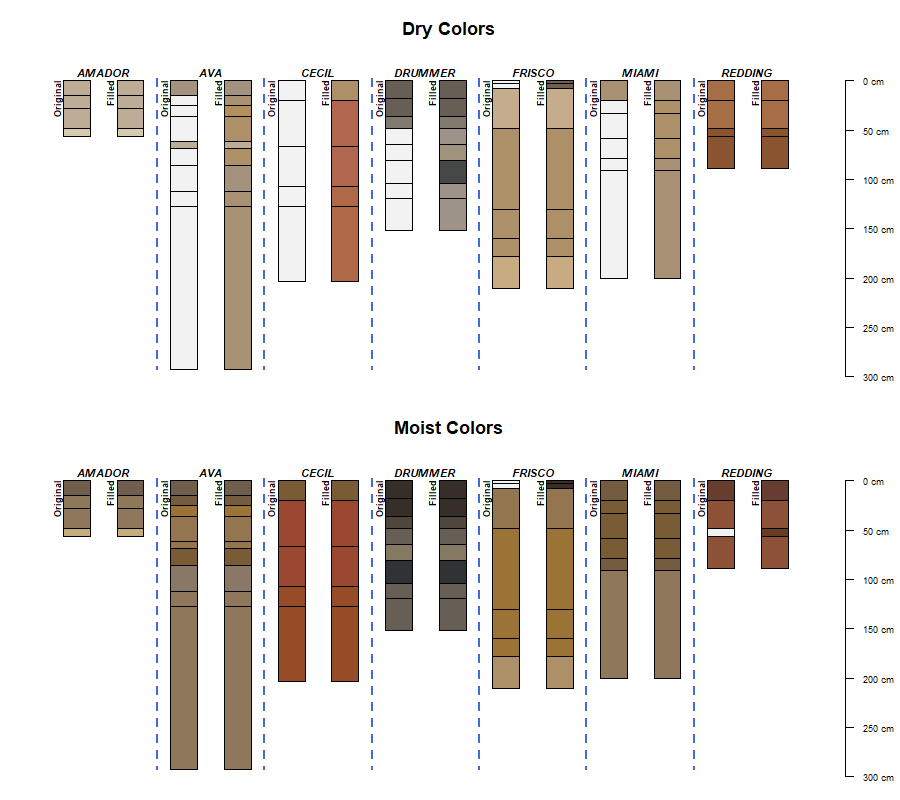 Dry Colors
AMADOR AVA CECIL DRUMMER FRISCO MIAMI REDDING
Original Filled Original Filled Original Filled Original Filled Original Filled Original Filled Original Filled
0 cm
50 cm
100 cm
150 cm
200 cm
250 cm
300 cm
Moist Colors
AMADOR AVA CECIL DRUMMER FRISCO MIAMI REDDING
Original Filled Original Filled Original Filled Original Filled Original Filled Original Filled Original Filled
0 cm
50 cm
100 cm
150 cm
200 cm
250 cm
300 cm